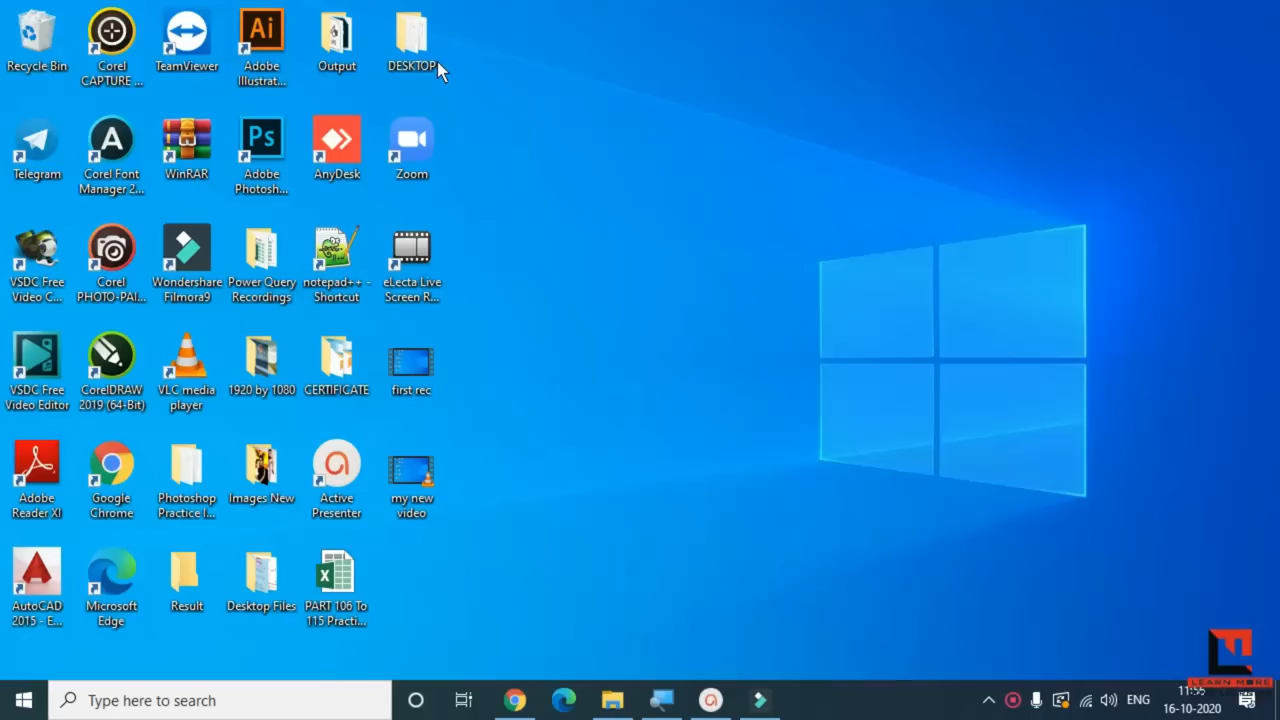 Recycle Bin
Corel
CAPTURE ...
TeamViewer
Adobe
Illustrat...
Output
DESKTOP
Telegram
Corel Font
Manager 2...
WinRAR
Adobe
Photosh...
AnyDesk
Zoom
VSDC Free
Video C...
Corel
PHOTO-PAI...
Wondershare
Filmora9
Power Query
Recordings
notepad++ -
Shortcut
eLecta Live
Screen R...
VSDC Free
Video Editor
CorelDRAW
2019 (64-Bit)
VLC media
player
1920 by 1080
CERTIFICATE
first rec
Adobe
Reader XI
Google
Chrome
Photoshop
Practice I...
Images New
Active
Presenter
my new
video
AutoCAD
2015 - E...
Microsoft
Edge
Result
Desktop Files
PART 106 To
115 Practi...
Type here to search
ENG
11:55
16-10-2020
LEARN MORE